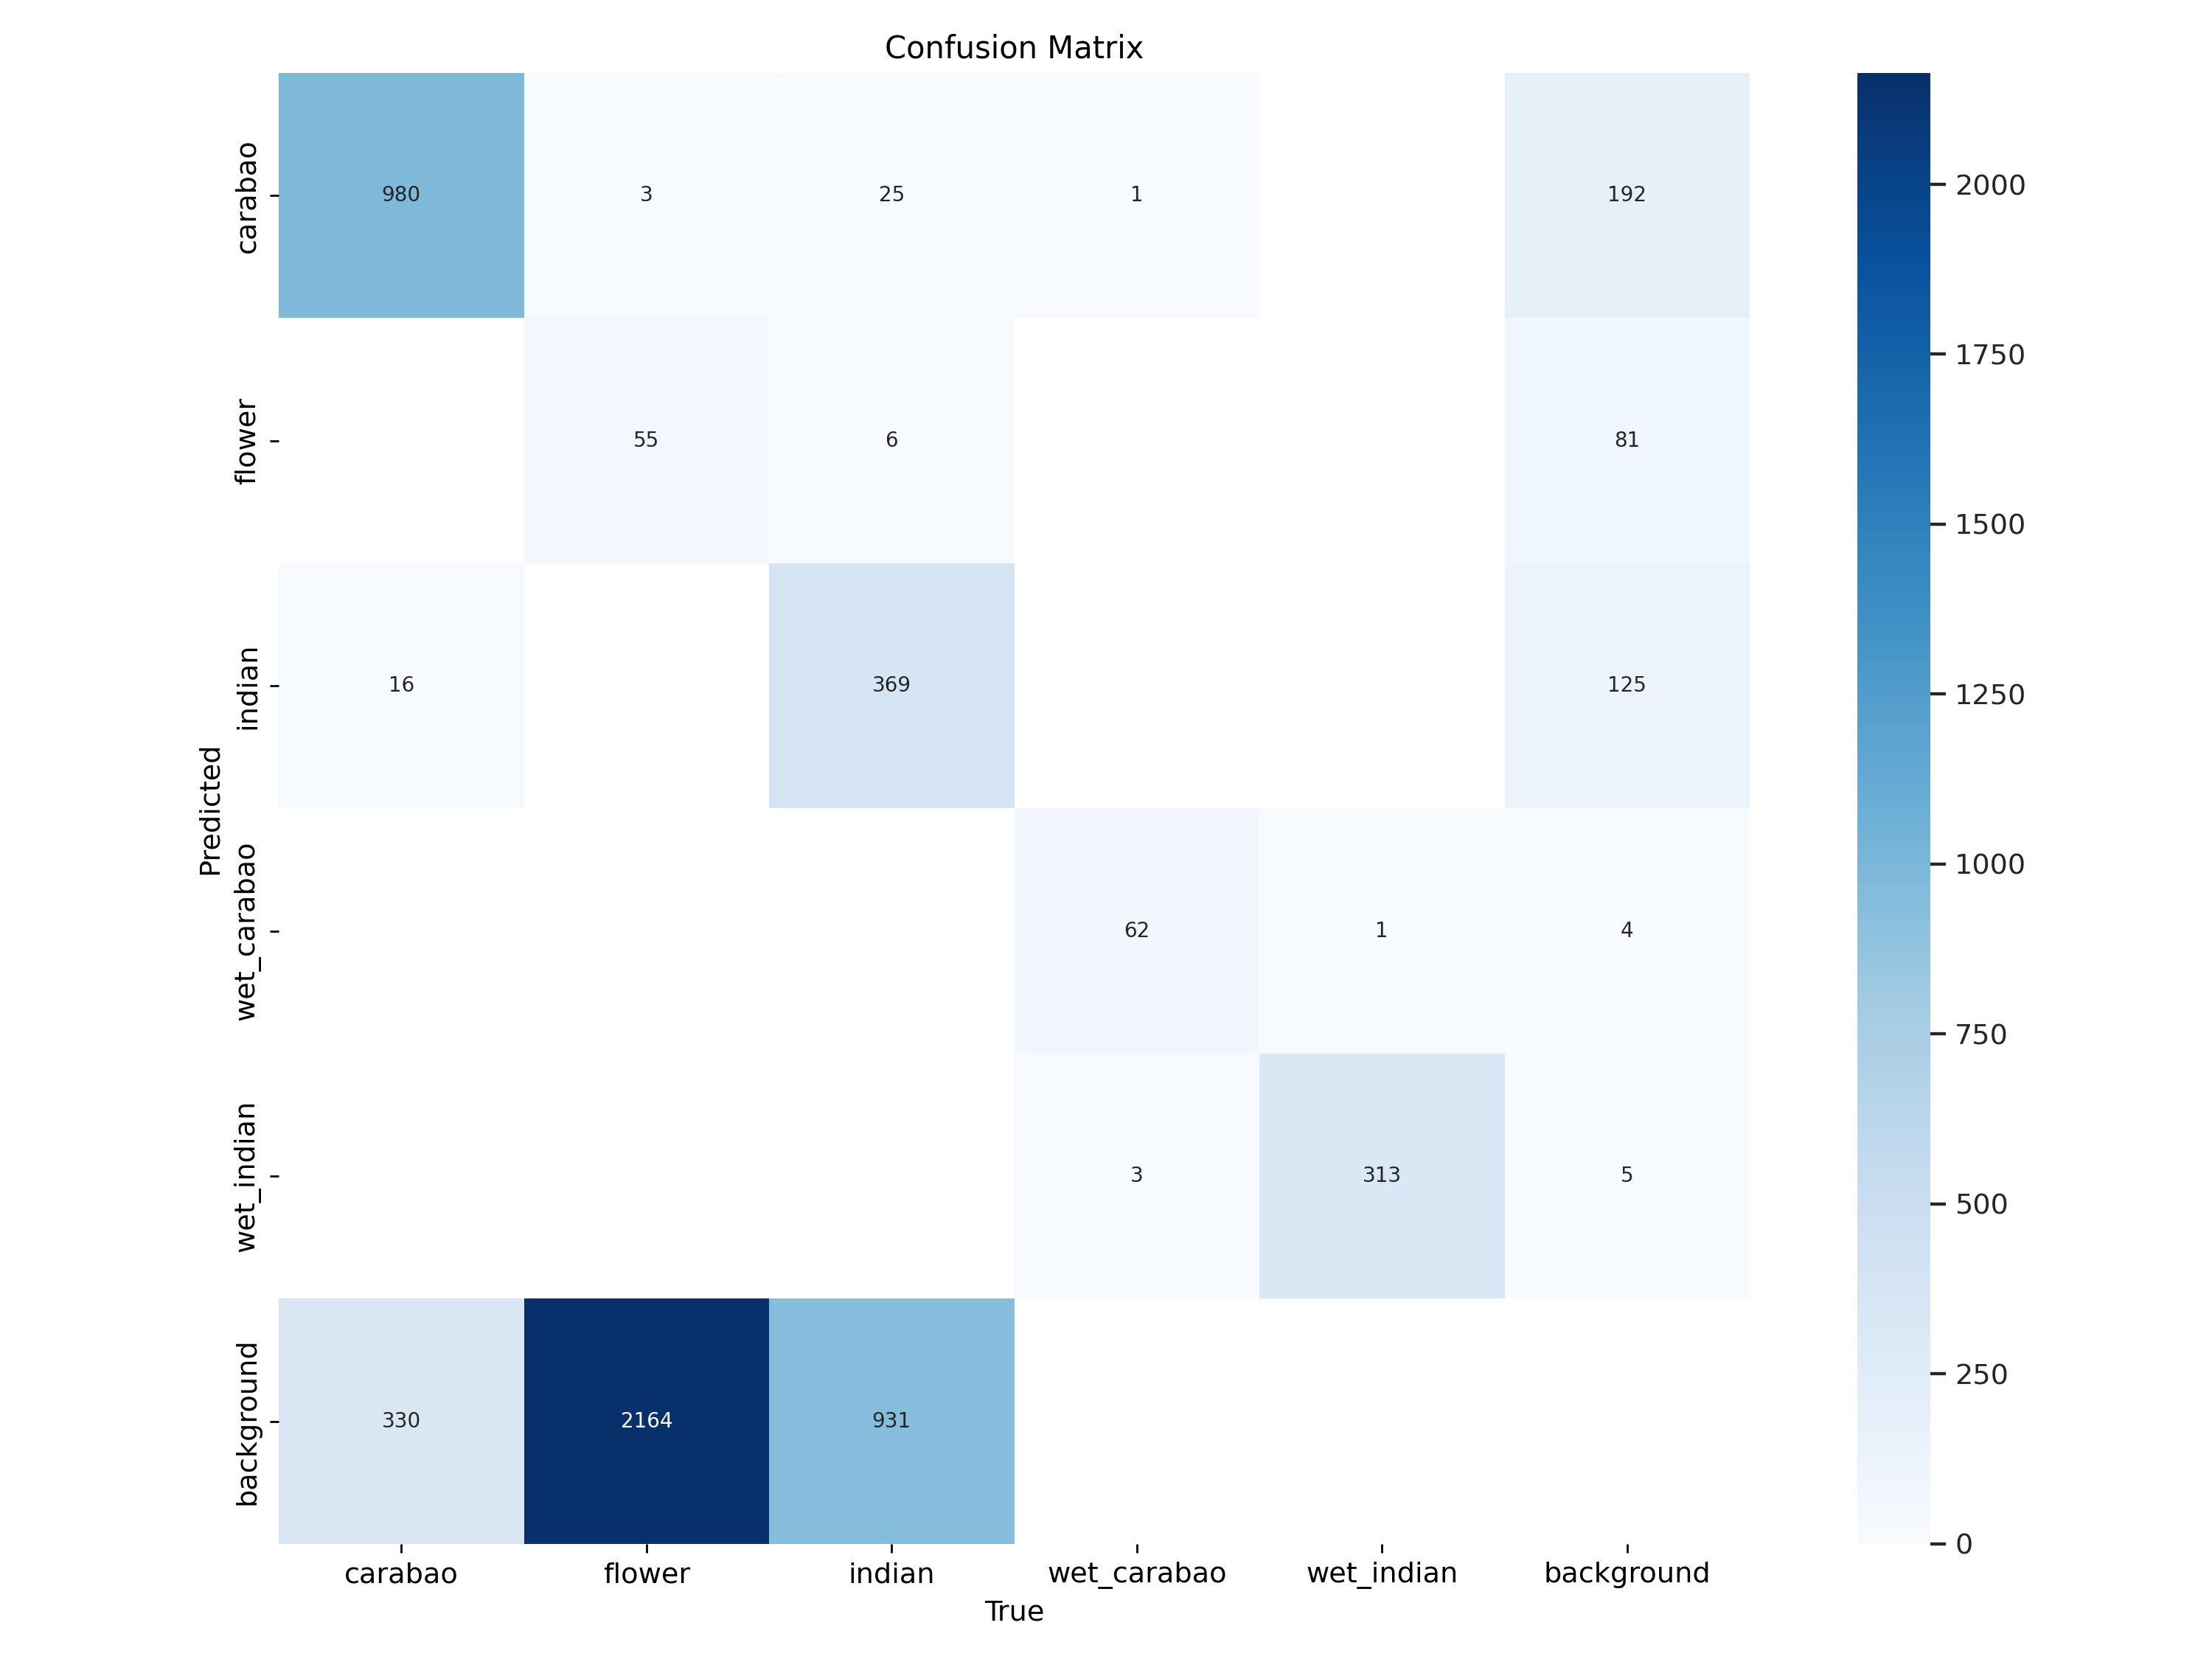 Confusion Matrix
carabao 980 3 25 1 192
flower 55 6 81
indian 16 369 125
wet_carabao 62 1 4
wet_indian 3 313 5
background 330 2164 931
carabao flower indian wet_carabao wet_indian background
True
Predicted
2000
1750
1500
1250
1000
750
500
250
0